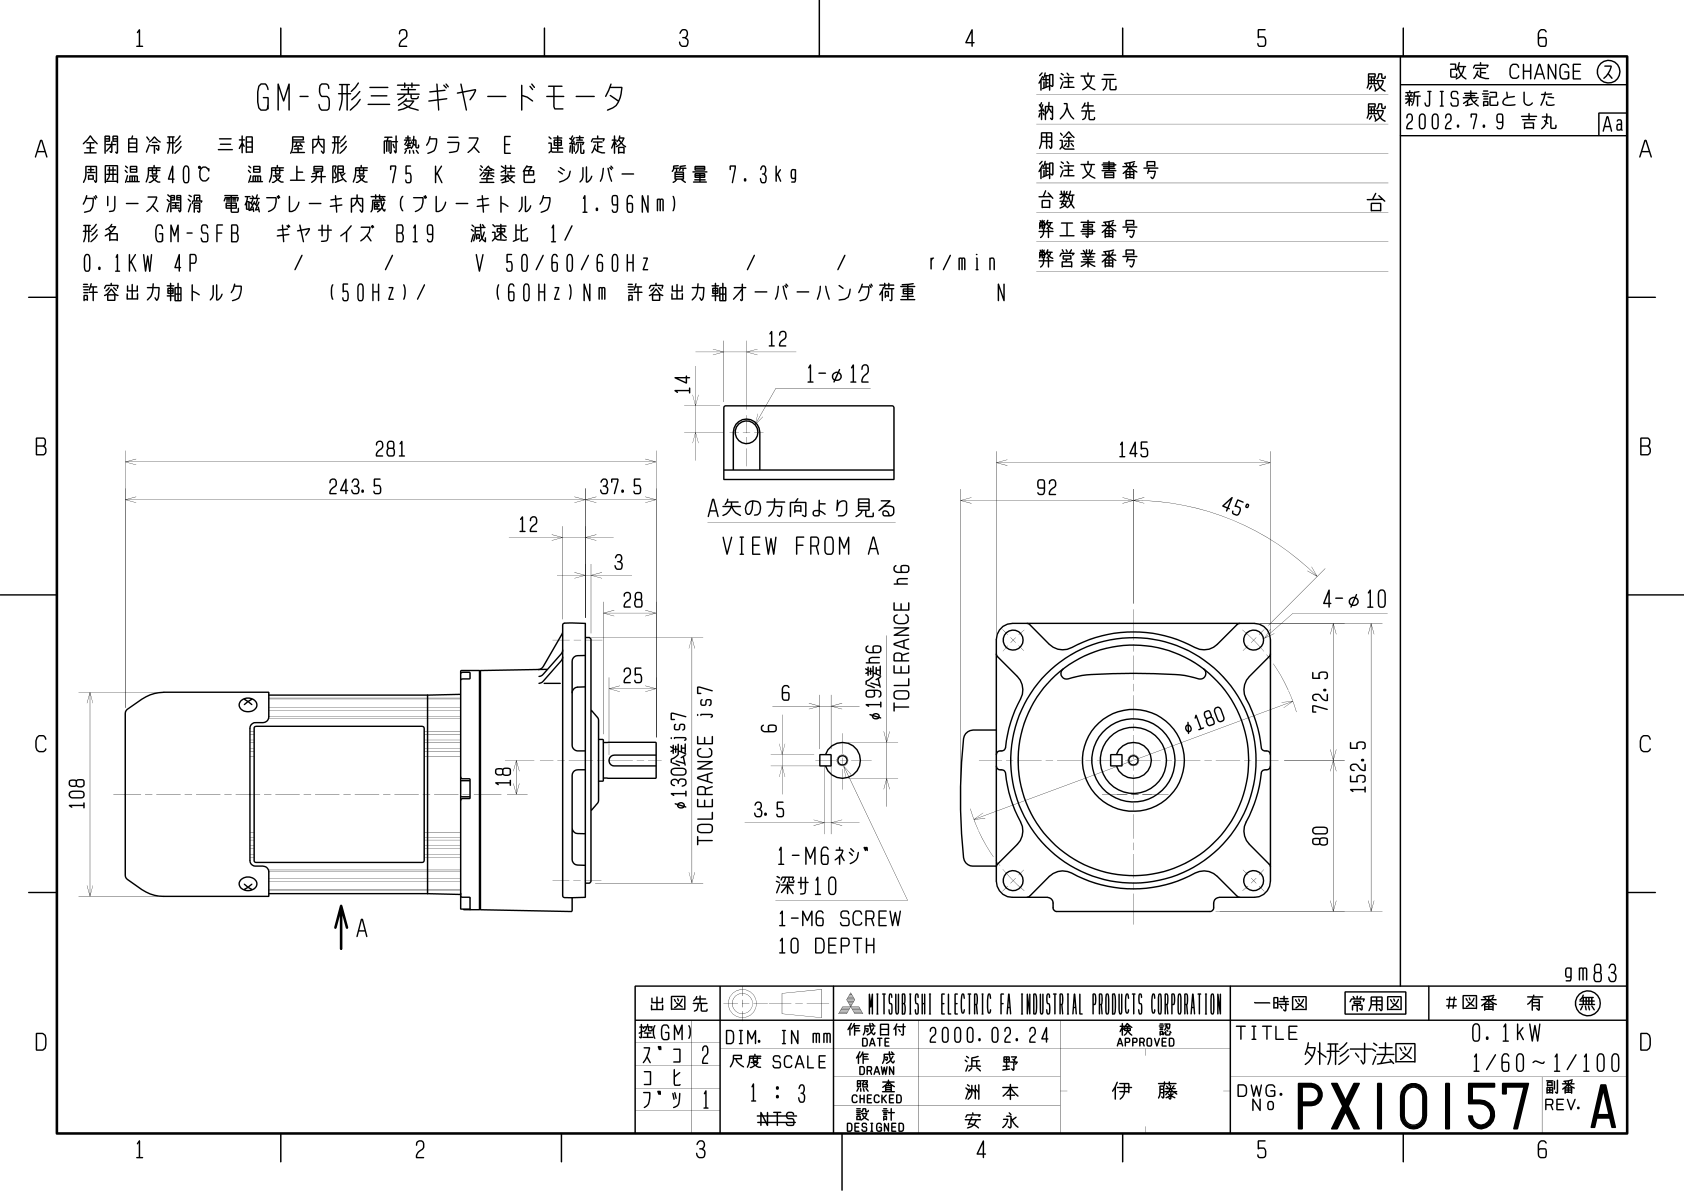 1 2 3 4 5 6
GM-S形三菱ギヤードモータ
全閉自冷形 三相 屋内形 耐熱クラス E 連続定格
周囲温度40℃ 温度上昇限度 75 K 塗装色 シルバー 質量 7.3kg
グリース潤滑 電磁ブレーキ内蔵(ブレーキトルク 1.96Nm)
形名 GM-SFB ギヤサイズ B19 減速比 1/
0.1KW 4P / / V 50/60/60Hz / / r/min
許容出力軸トルク (50Hz)/ (60Hz)Nm 許容出力軸オーバーハング荷重 N
御注文元 殿
納入先 殿
用途
御注文書番号
台数 台
弊工事番号
弊営業番号
改定 CHANGE ス
新JIS表記とした
2002.7.9 吉丸 Aa
A A
B B
C C
D D
12
14
1-φ12
A矢の方向より見る
VIEW FROM A
281
243.5
37.5
12
3
28
25
18
108
φ130公差js7
TOLERANCE js7
A
6
6
3.5
φ19公差h6
TOLERANCE h6
1-M6ネジ
深サ10
1-M6 SCREW
10 DEPTH
145
92
45°
4-φ10
φ180
72.5
152.5
80
gm83
出図先
控(GM)
ズコ 2
コヒ
ブツ 1
DIM. IN mm
尺度 SCALE
1 : 3
NTS
MITSUBISHI ELECTRIC FA INDUSTRIAL PRODUCTS CORPORATION
作成日付 DATE 2000.02.24
作成 DRAWN 浜野
照査 CHECKED 洲本
設計 DESIGNED 安永
検認 APPROVED
伊藤
一時図 常用図 #図番 有 無
TITLE 0.1kW
外形寸法図 1/60~1/100
DWG. No PX10157
副番 REV. A
1 2 3 4 5 6